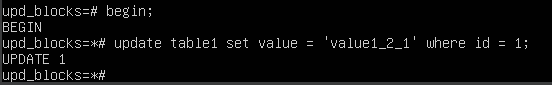 upd_blocks=# begin;
BEGIN
upd_blocks=*# update table1 set value = 'value1_2_1' where id = 1;
UPDATE 1
upd_blocks=*#